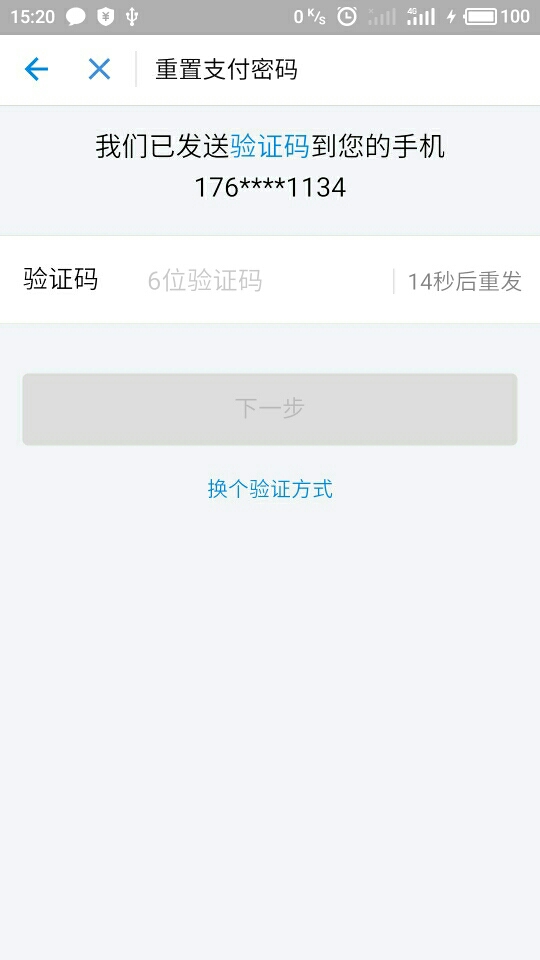 15:20 0 K/s 4G 100
重置支付密码
我们已发送验证码到您的手机
176****1134
验证码 6位验证码 14秒后重发
下一步
换个验证方式